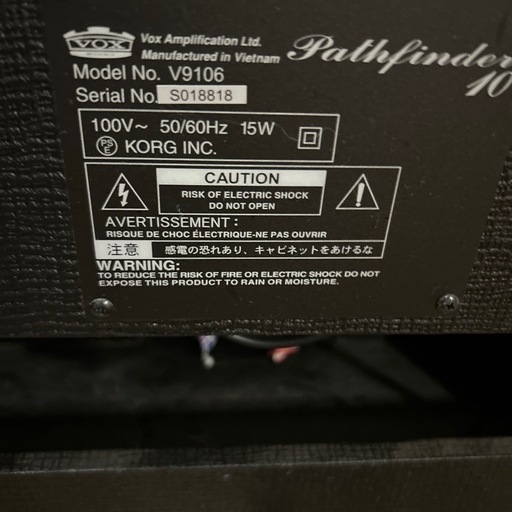 VOX
Vox Amplification Ltd.
Manufactured in Vietnam
Pathfinder
10
Model No. V9106
Serial No. S018818
100V~ 50/60Hz 15W
PSE KORG INC.
CAUTION
RISK OF ELECTRIC SHOCK
DO NOT OPEN
AVERTISSEMENT :
RISQUE DE CHOC ÉLECTRIQUE-NE PAS OUVRIR
注意 感電の恐れあり、キャビネットをあけるな
WARNING:
TO REDUCE THE RISK OF FIRE OR ELECTRIC SHOCK DO NOT
EXPOSE THIS PRODUCT TO RAIN OR MOISTURE.